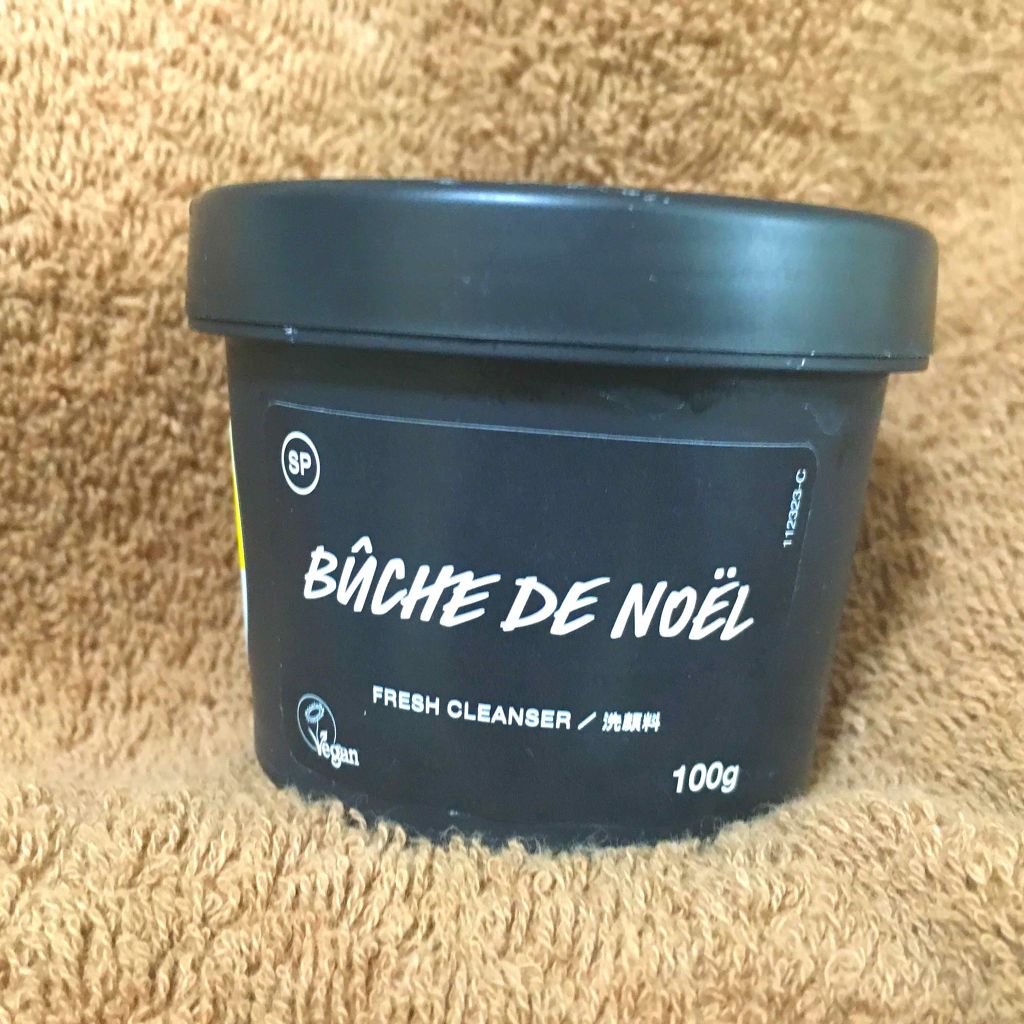 SP
112323-C
BÛCHE DE NOËL
FRESH CLEANSER / 洗顔料
Vegan
100g